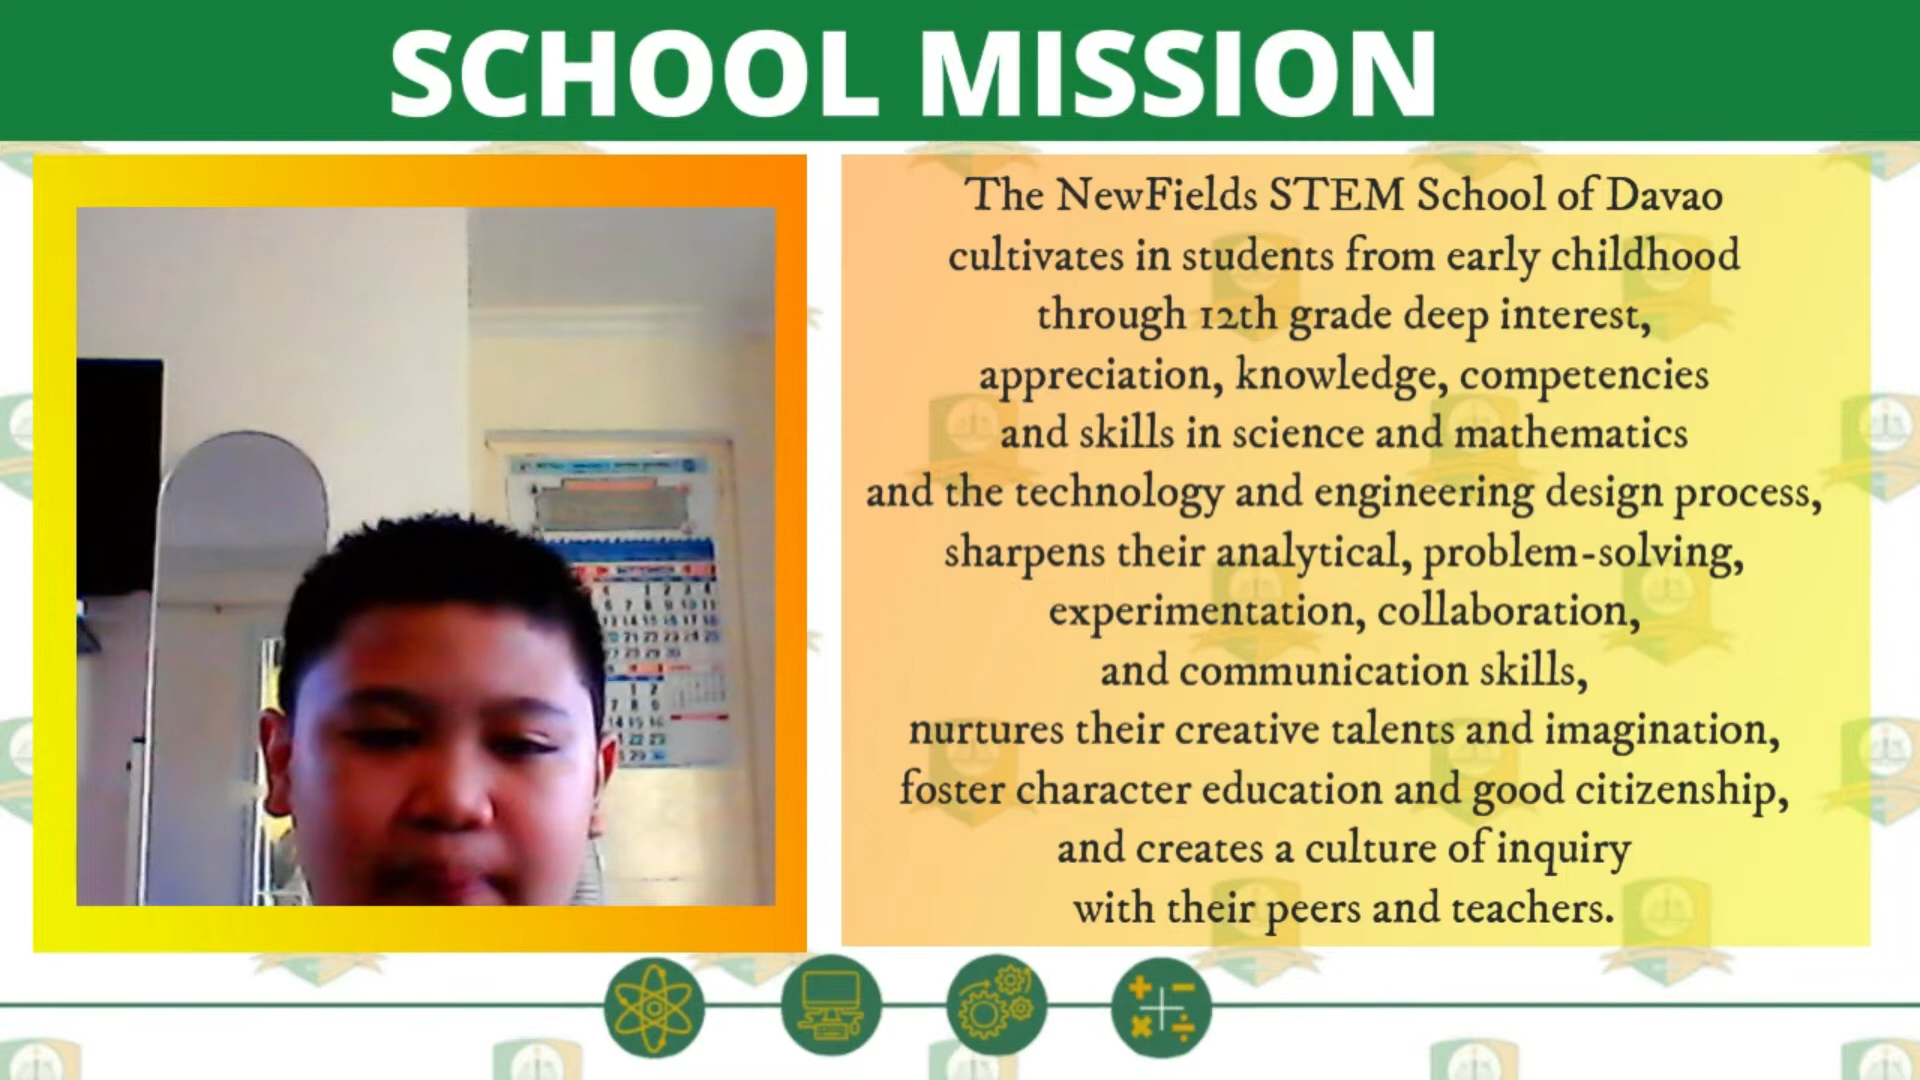 SCHOOL MISSION
The NewFields STEM School of Davao
cultivates in students from early childhood
through 12th grade deep interest,
appreciation, knowledge, competencies
and skills in science and mathematics
and the technology and engineering design process,
sharpens their analytical, problem-solving,
experimentation, collaboration,
and communication skills,
nurtures their creative talents and imagination,
foster character education and good citizenship,
and creates a culture of inquiry
with their peers and teachers.